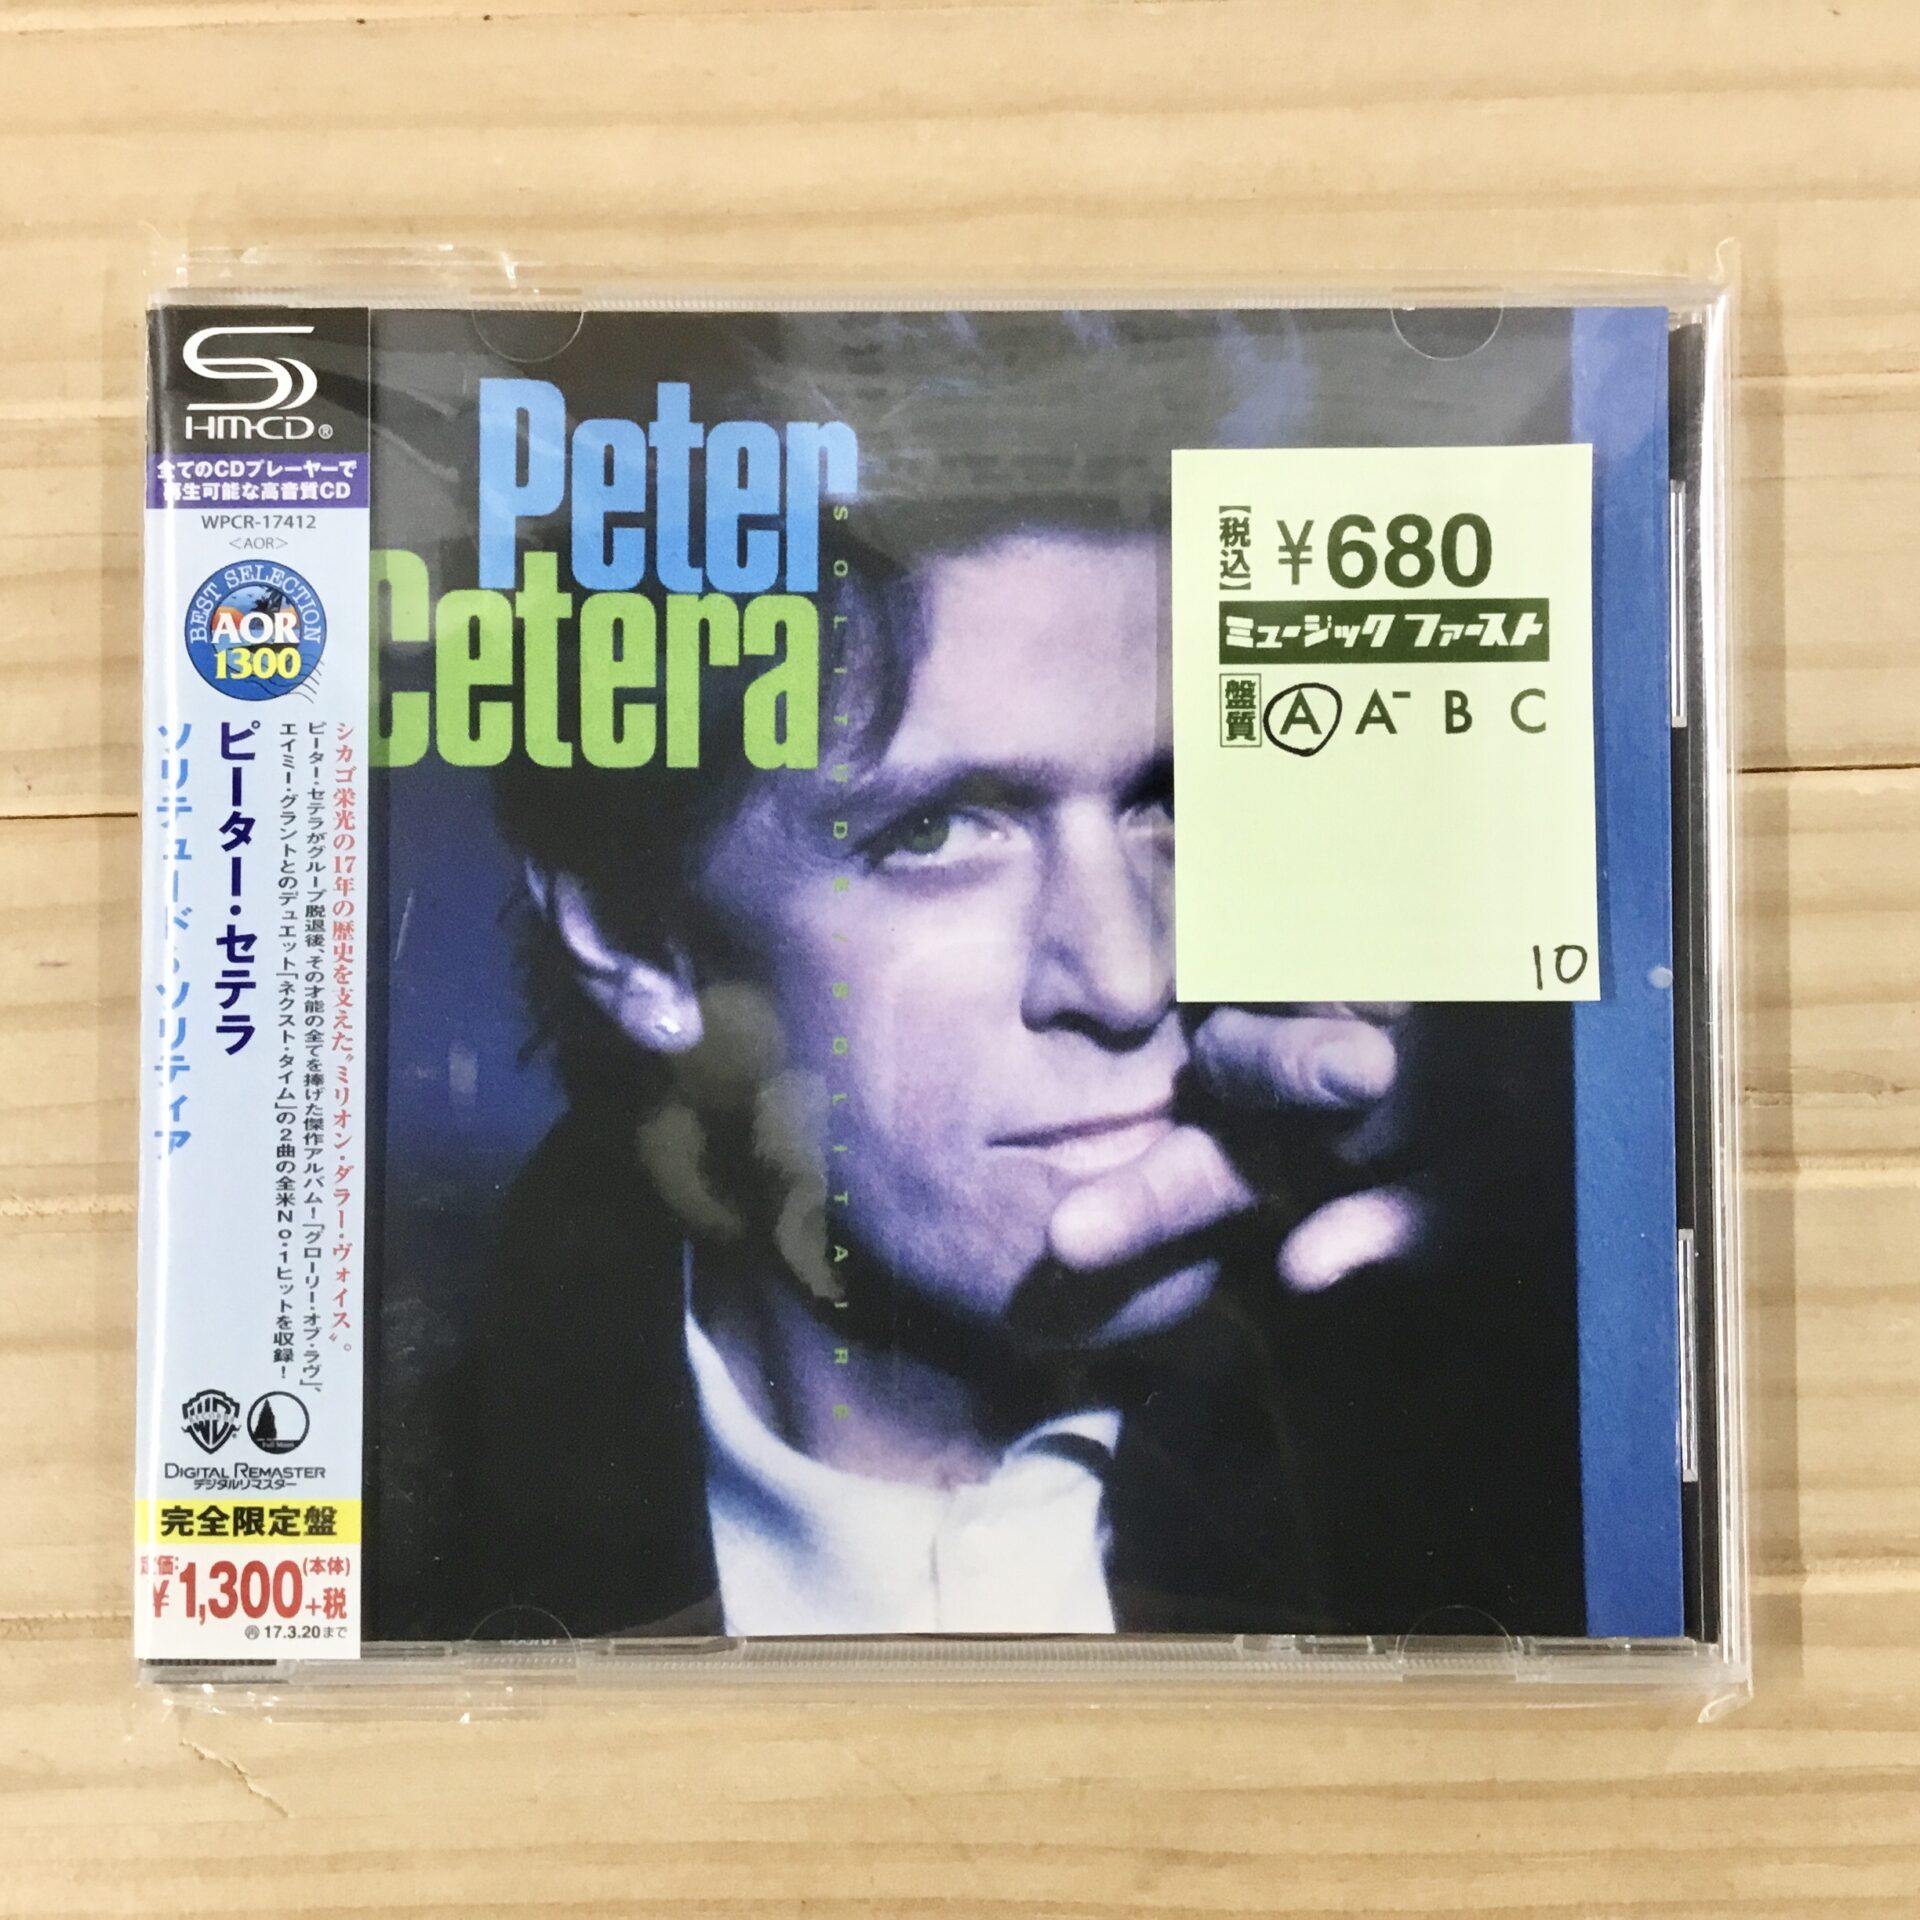 SHM-CD®
全てのCDプレーヤーで
再生可能な高音質CD
WPCR-17412
<AOR>
BEST SELECTION
AOR
1300
シカゴ栄光の17年の歴史を支えた“ミリオン・ダラー・ヴォイス”。
ピーター・セテラがグループ脱退後、その才能の全てを捧げた傑作アルバム!「グローリー・オブ・ラヴ」、
エイミー・グラントとのデュエット「ネクスト・タイム」の2曲の全米No.1ヒットを収録!
ピーター・セテラ
ソリテュード~ソリティア
RECORDS
Full Moon
DIGITAL REMASTER
デジタルリマスター
完全限定盤
定価:
¥1,300(本体)
+税
17.3.20まで
Peter
Cetera
SOLITUDE/SOLITAIRE
【税込】¥680
ミュージック ファースト
盤質 A A- B C
10